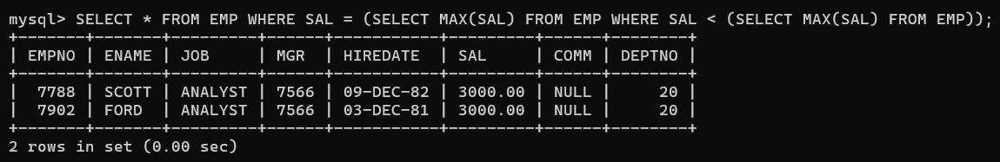 mysql> SELECT * FROM EMP WHERE SAL = (SELECT MAX(SAL) FROM EMP WHERE SAL < (SELECT MAX(SAL) FROM EMP));
+-------+-------+---------+------+-----------+---------+------+--------+
| EMPNO | ENAME | JOB     | MGR  | HIREDATE  | SAL     | COMM | DEPTNO |
+-------+-------+---------+------+-----------+---------+------+--------+
|  7788 | SCOTT | ANALYST | 7566 | 09-DEC-82 | 3000.00 | NULL |     20 |
|  7902 | FORD  | ANALYST | 7566 | 03-DEC-81 | 3000.00 | NULL |     20 |
+-------+-------+---------+------+-----------+---------+------+--------+
2 rows in set (0.00 sec)